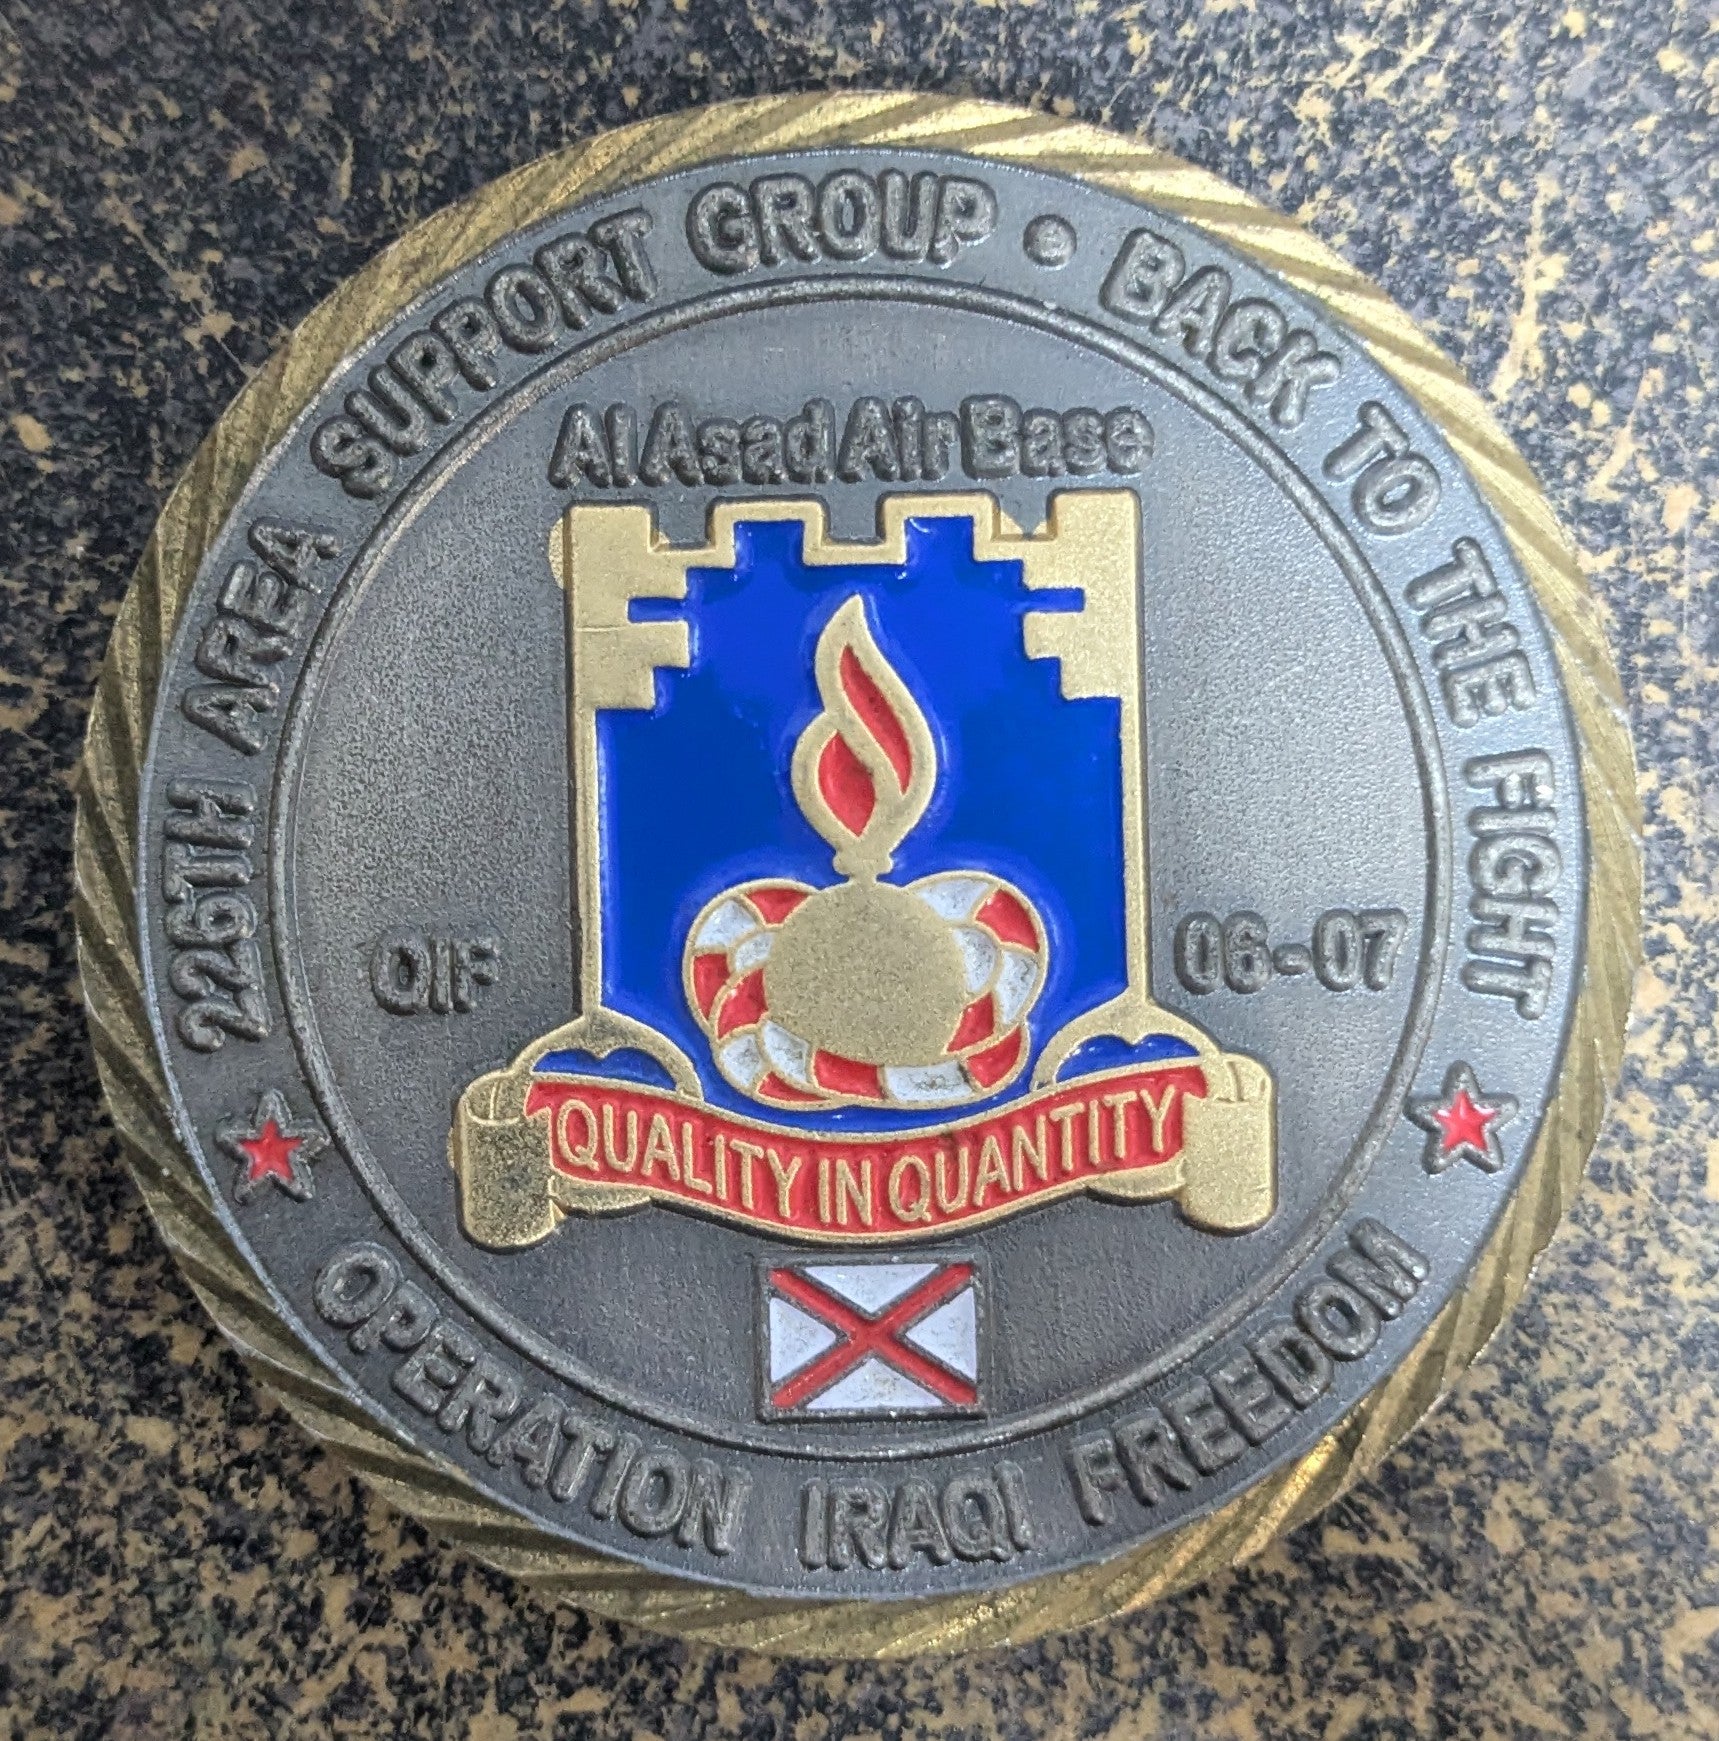 226TH AREA SUPPORT GROUP • BACK TO THE FIGHT
Al Asad Air Base
OIF 06-07
QUALITY IN QUANTITY
OPERATION IRAQI FREEDOM